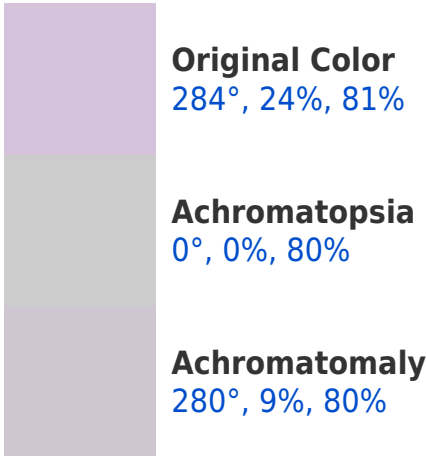 Original Color
284°, 24%, 81%
Achromatopsia
0°, 0%, 80%
Achromatomaly
280°, 9%, 80%